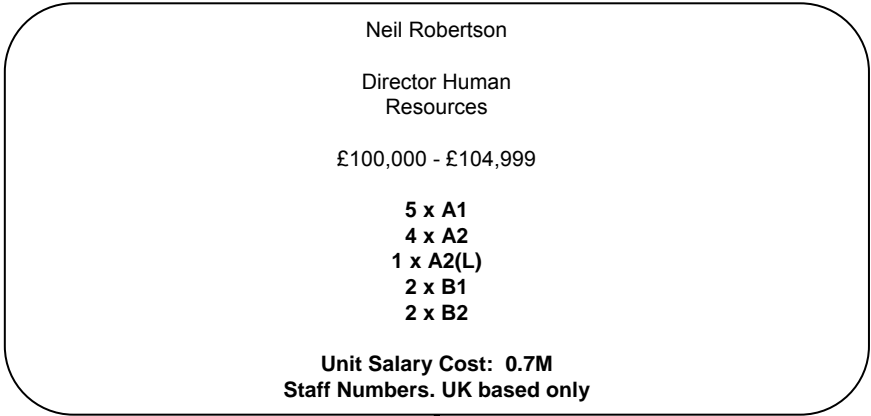 Neil Robertson
Director Human
Resources
£100,000 - £104,999
5 x A1
4 x A2
1 x A2(L)
2 x B1
2 x B2
Unit Salary Cost:  0.7M
Staff Numbers. UK based only